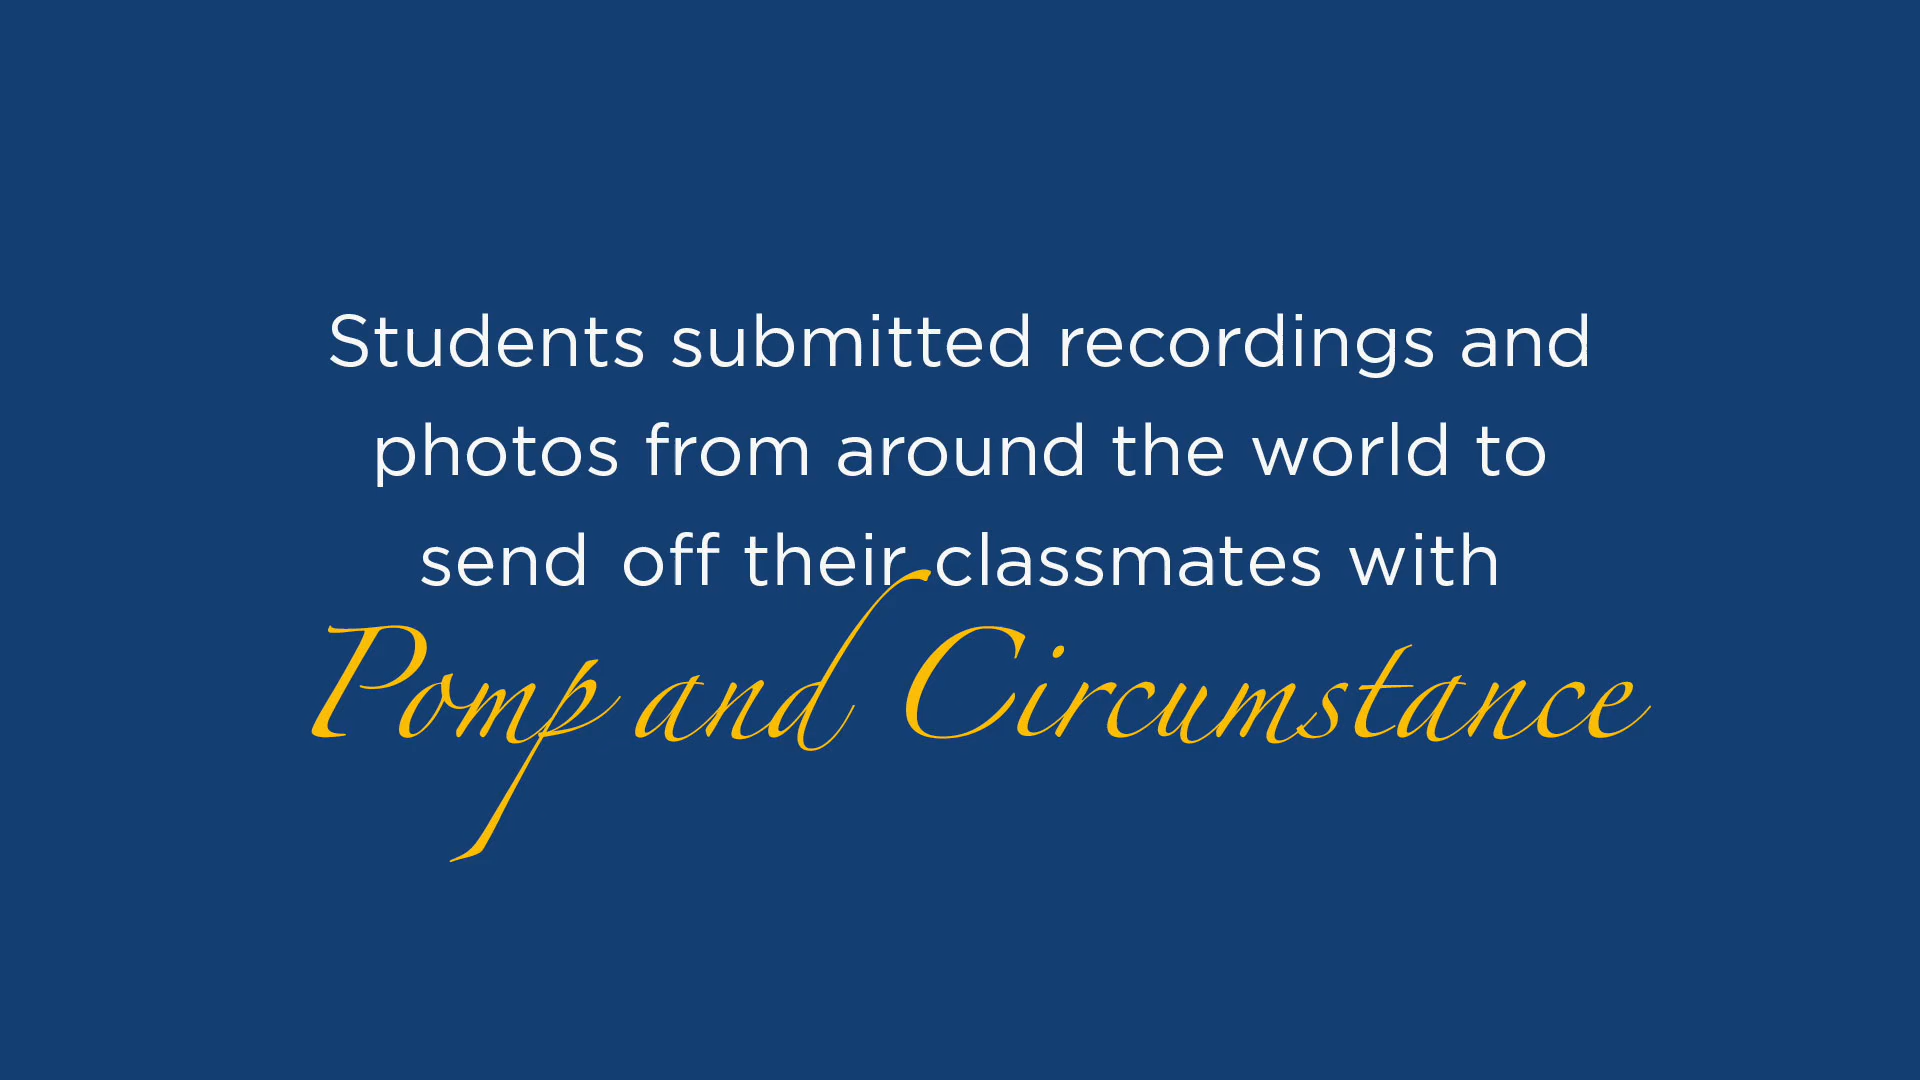 Students submitted recordings and
photos from around the world to
send off their classmates with
Pomp and Circumstance